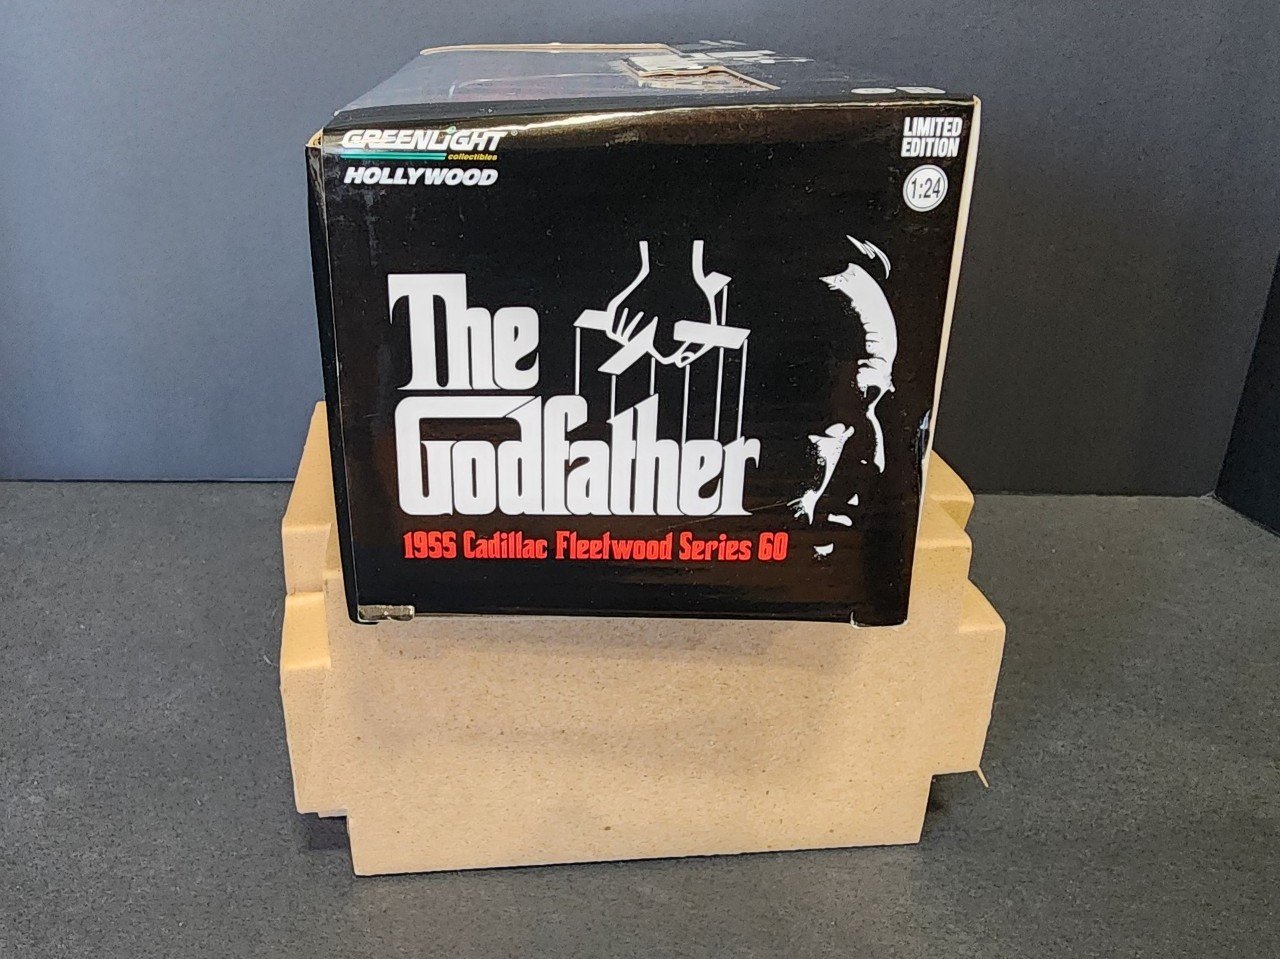 GREENLiGHT
collectibles
HOLLYWOOD
LIMITED
EDITION
1:24
The
Godfather
1955 Cadillac Fleetwood Series 60